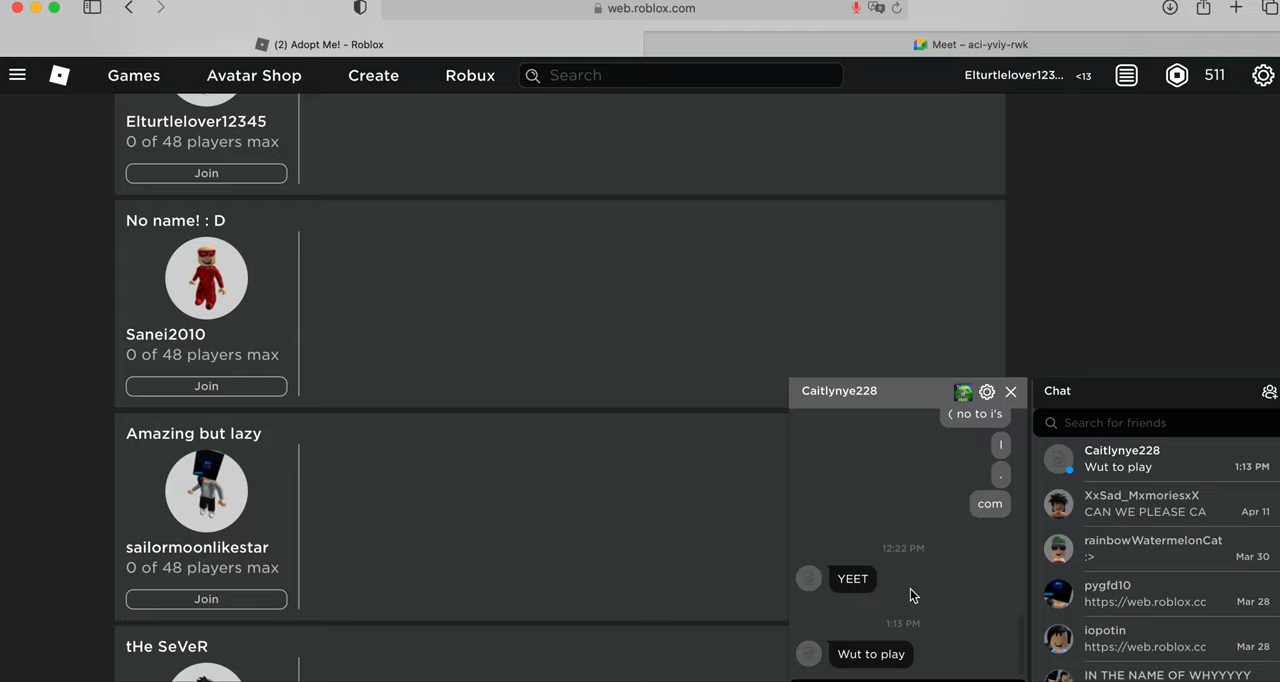 web.roblox.com
(2) Adopt Me! - Roblox
Meet – aci-yviy-rwk
Games
Avatar Shop
Create
Robux
Search
Elturtlelover123...
<13
511
Elturtlelover12345
0 of 48 players max
Join
No name! : D
Sanei2010
0 of 48 players max
Join
Amazing but lazy
sailormoonlikestar
0 of 48 players max
Join
tHe SeVeR
Caitlynye228
( no to i's
I
.
com
12:22 PM
YEET
1:13 PM
Wut to play
Chat
Search for friends
Caitlynye228
Wut to play
1:13 PM
XxSad_MxmoriesxX
CAN WE PLEASE CA
Apr 11
rainbowWatermelonCat
:>
Mar 30
pygfd10
https://web.roblox.cc
Mar 28
iopotin
https://web.roblox.cc
Mar 28
IN THE NAME OF WHYYYYY